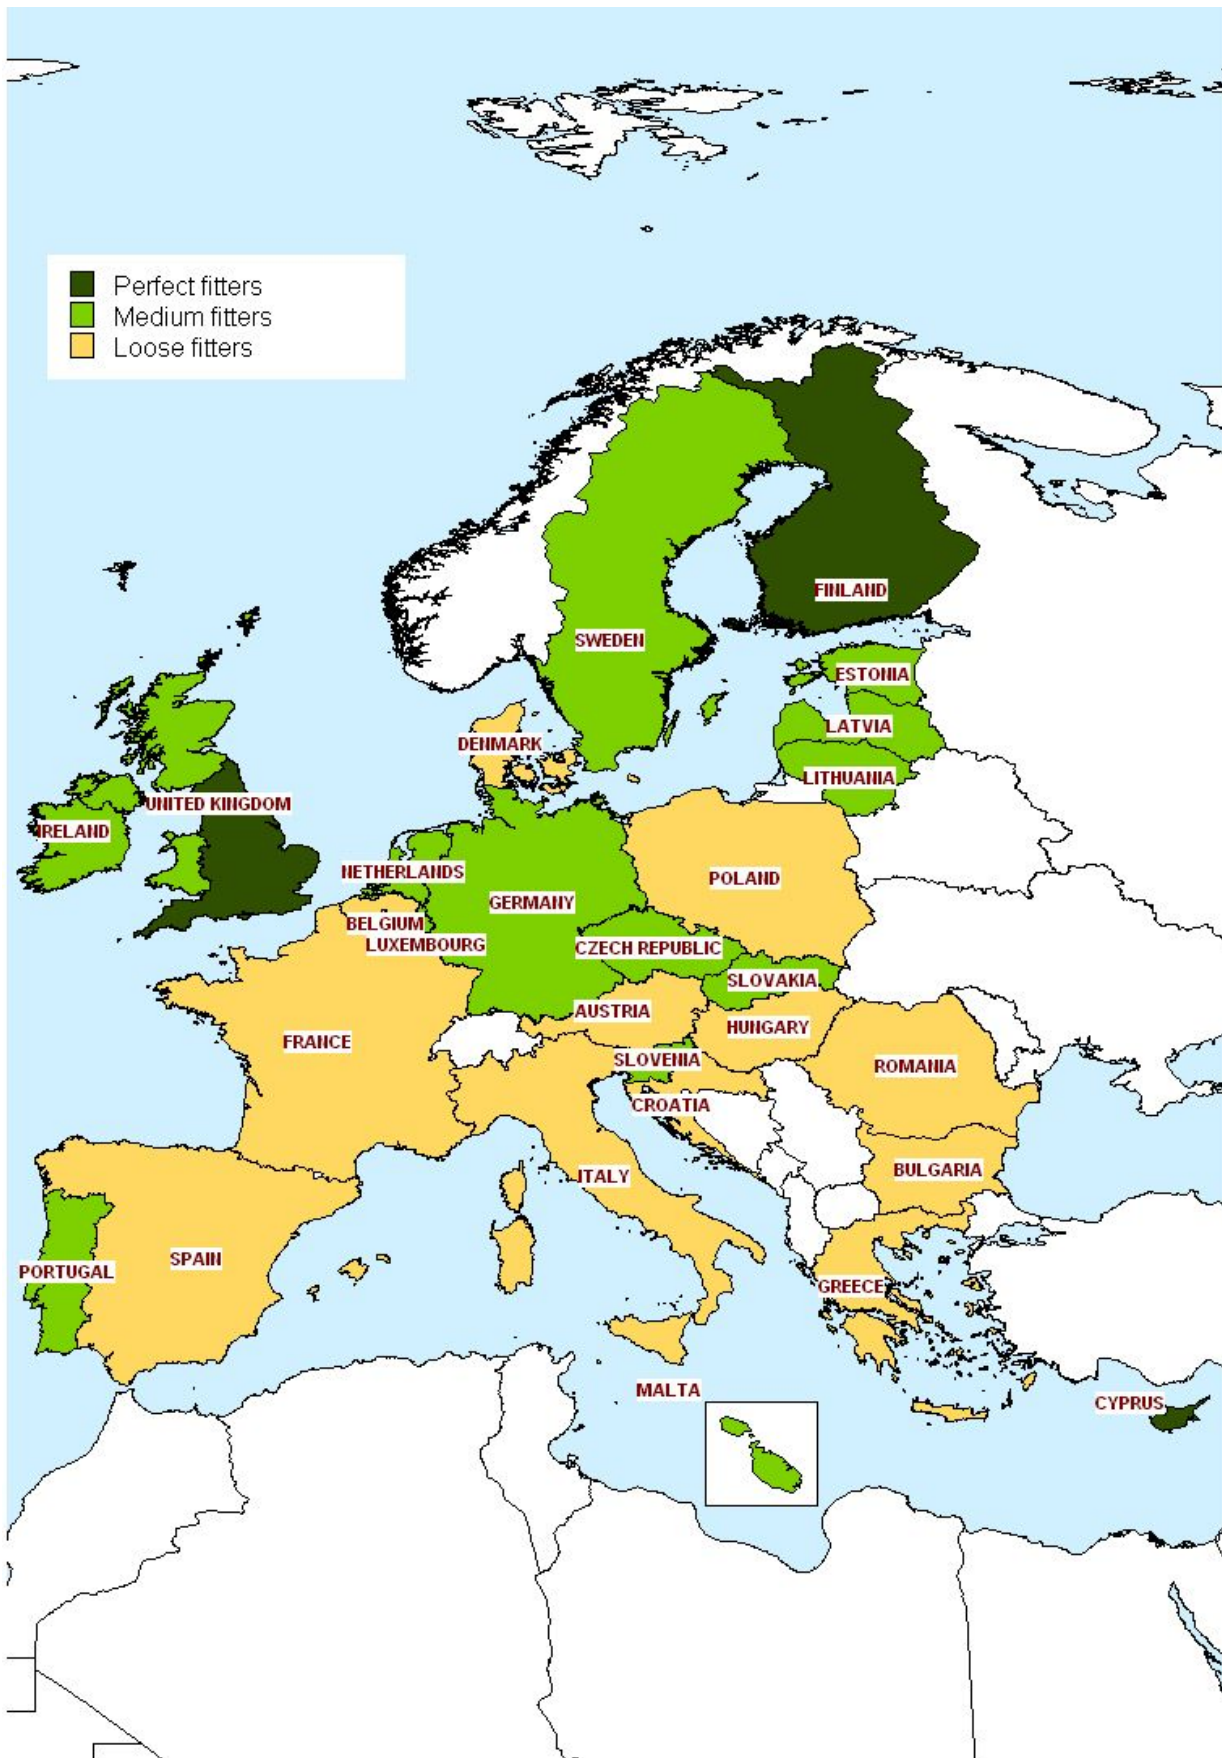 Perfect fitters
Medium fitters
Loose fitters
FINLAND
SWEDEN
ESTONIA
LATVIA
DENMARK
LITHUANIA
UNITED KINGDOM
IRELAND
NETHERLANDS
POLAND
GERMANY
BELGIUM
LUXEMBOURG
CZECH REPUBLIC
SLOVAKIA
AUSTRIA
HUNGARY
FRANCE
SLOVENIA
ROMANIA
CROATIA
BULGARIA
ITALY
SPAIN
PORTUGAL
GREECE
MALTA
CYPRUS